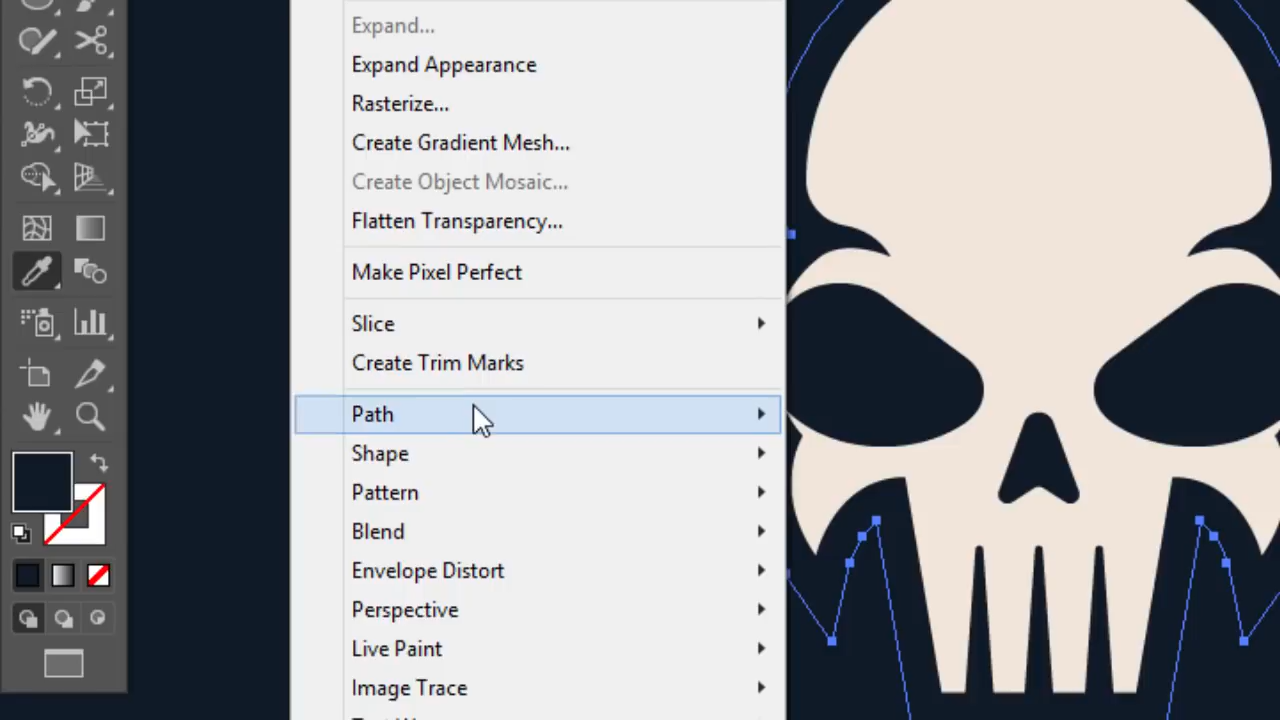 Expand...
Expand Appearance
Rasterize...
Create Gradient Mesh...
Create Object Mosaic...
Flatten Transparency...
Make Pixel Perfect
Slice
Create Trim Marks
Path
Shape
Pattern
Blend
Envelope Distort
Perspective
Live Paint
Image Trace